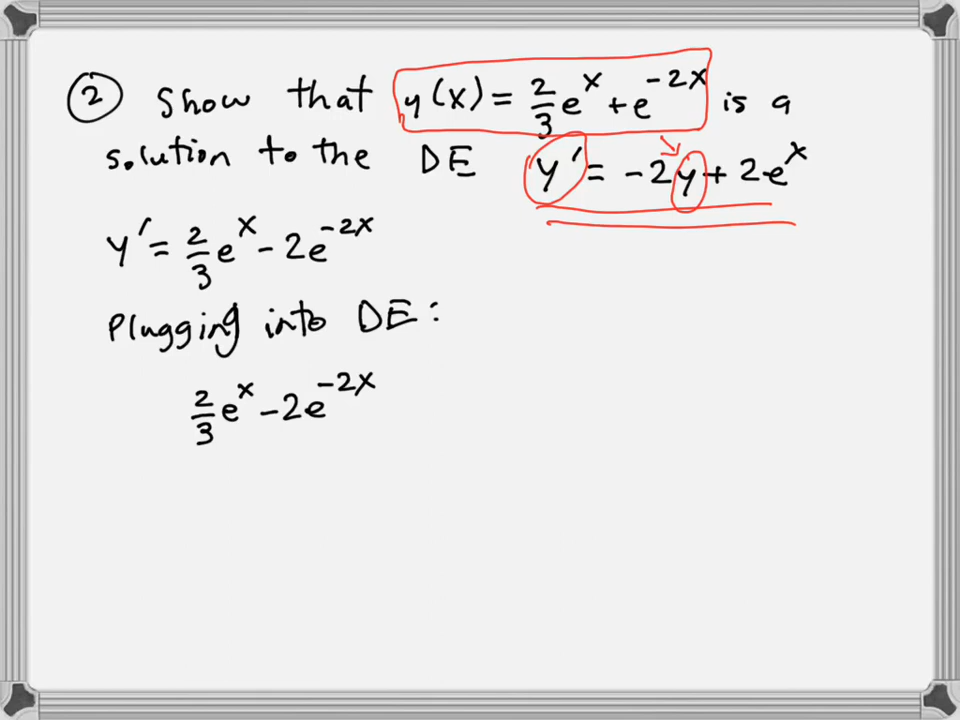 ② Show that y(x) = 2/3 e^x + e^-2x is a
solution to the DE y' = -2y + 2e^x
y' = 2/3 e^x - 2e^-2x
Plugging into DE:
2/3 e^x - 2e^-2x